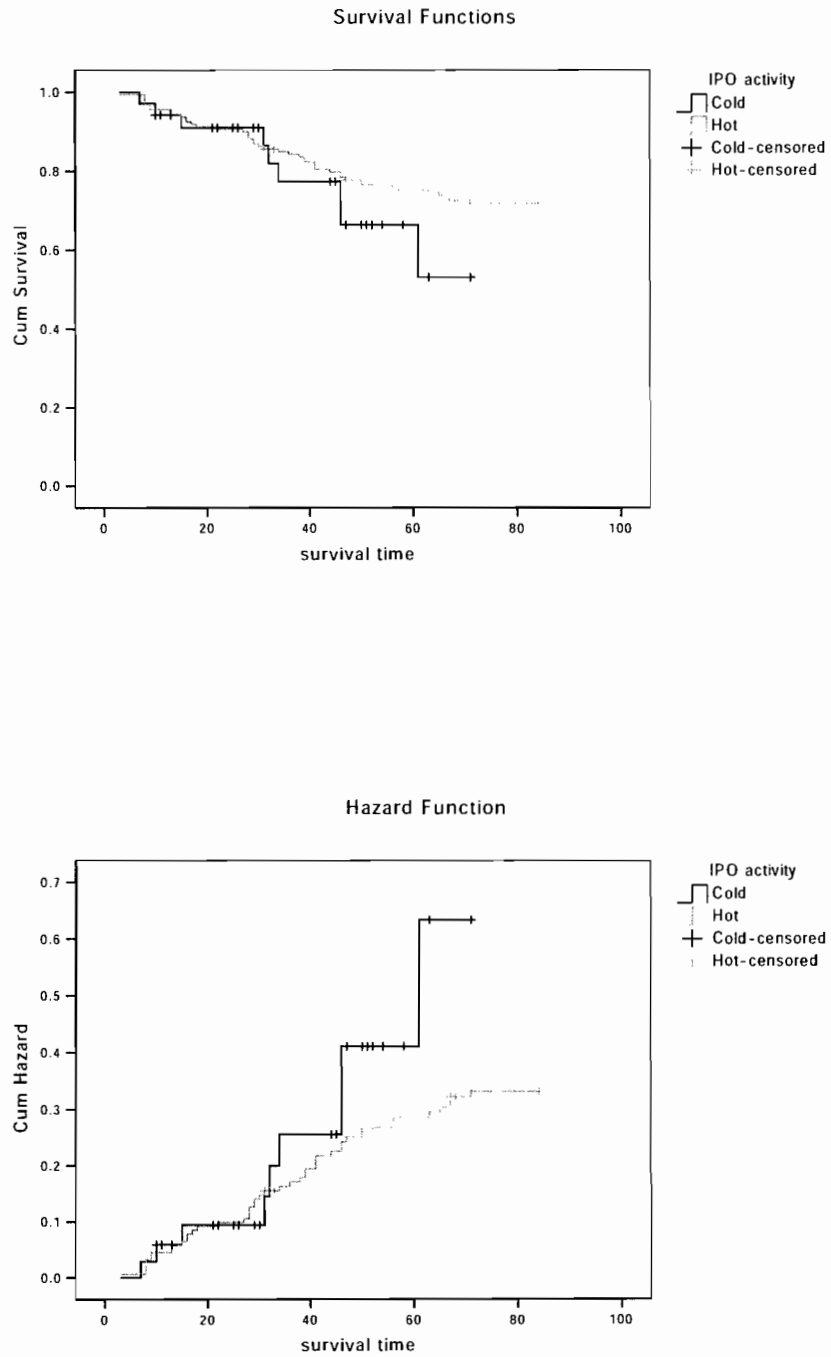 Survival Functions
IPO activity
Cold
Hot
Cold-censored
Hot-censored
1.0
0.8
0.6
0.4
0.2
0.0
Cum Survival
0 20 40 60 80 100
survival time
Hazard Function
IPO activity
Cold
Hot
Cold-censored
Hot-censored
0.7
0.6
0.5
0.4
0.3
0.2
0.1
0.0
Cum Hazard
0 20 40 60 80 100
survival time